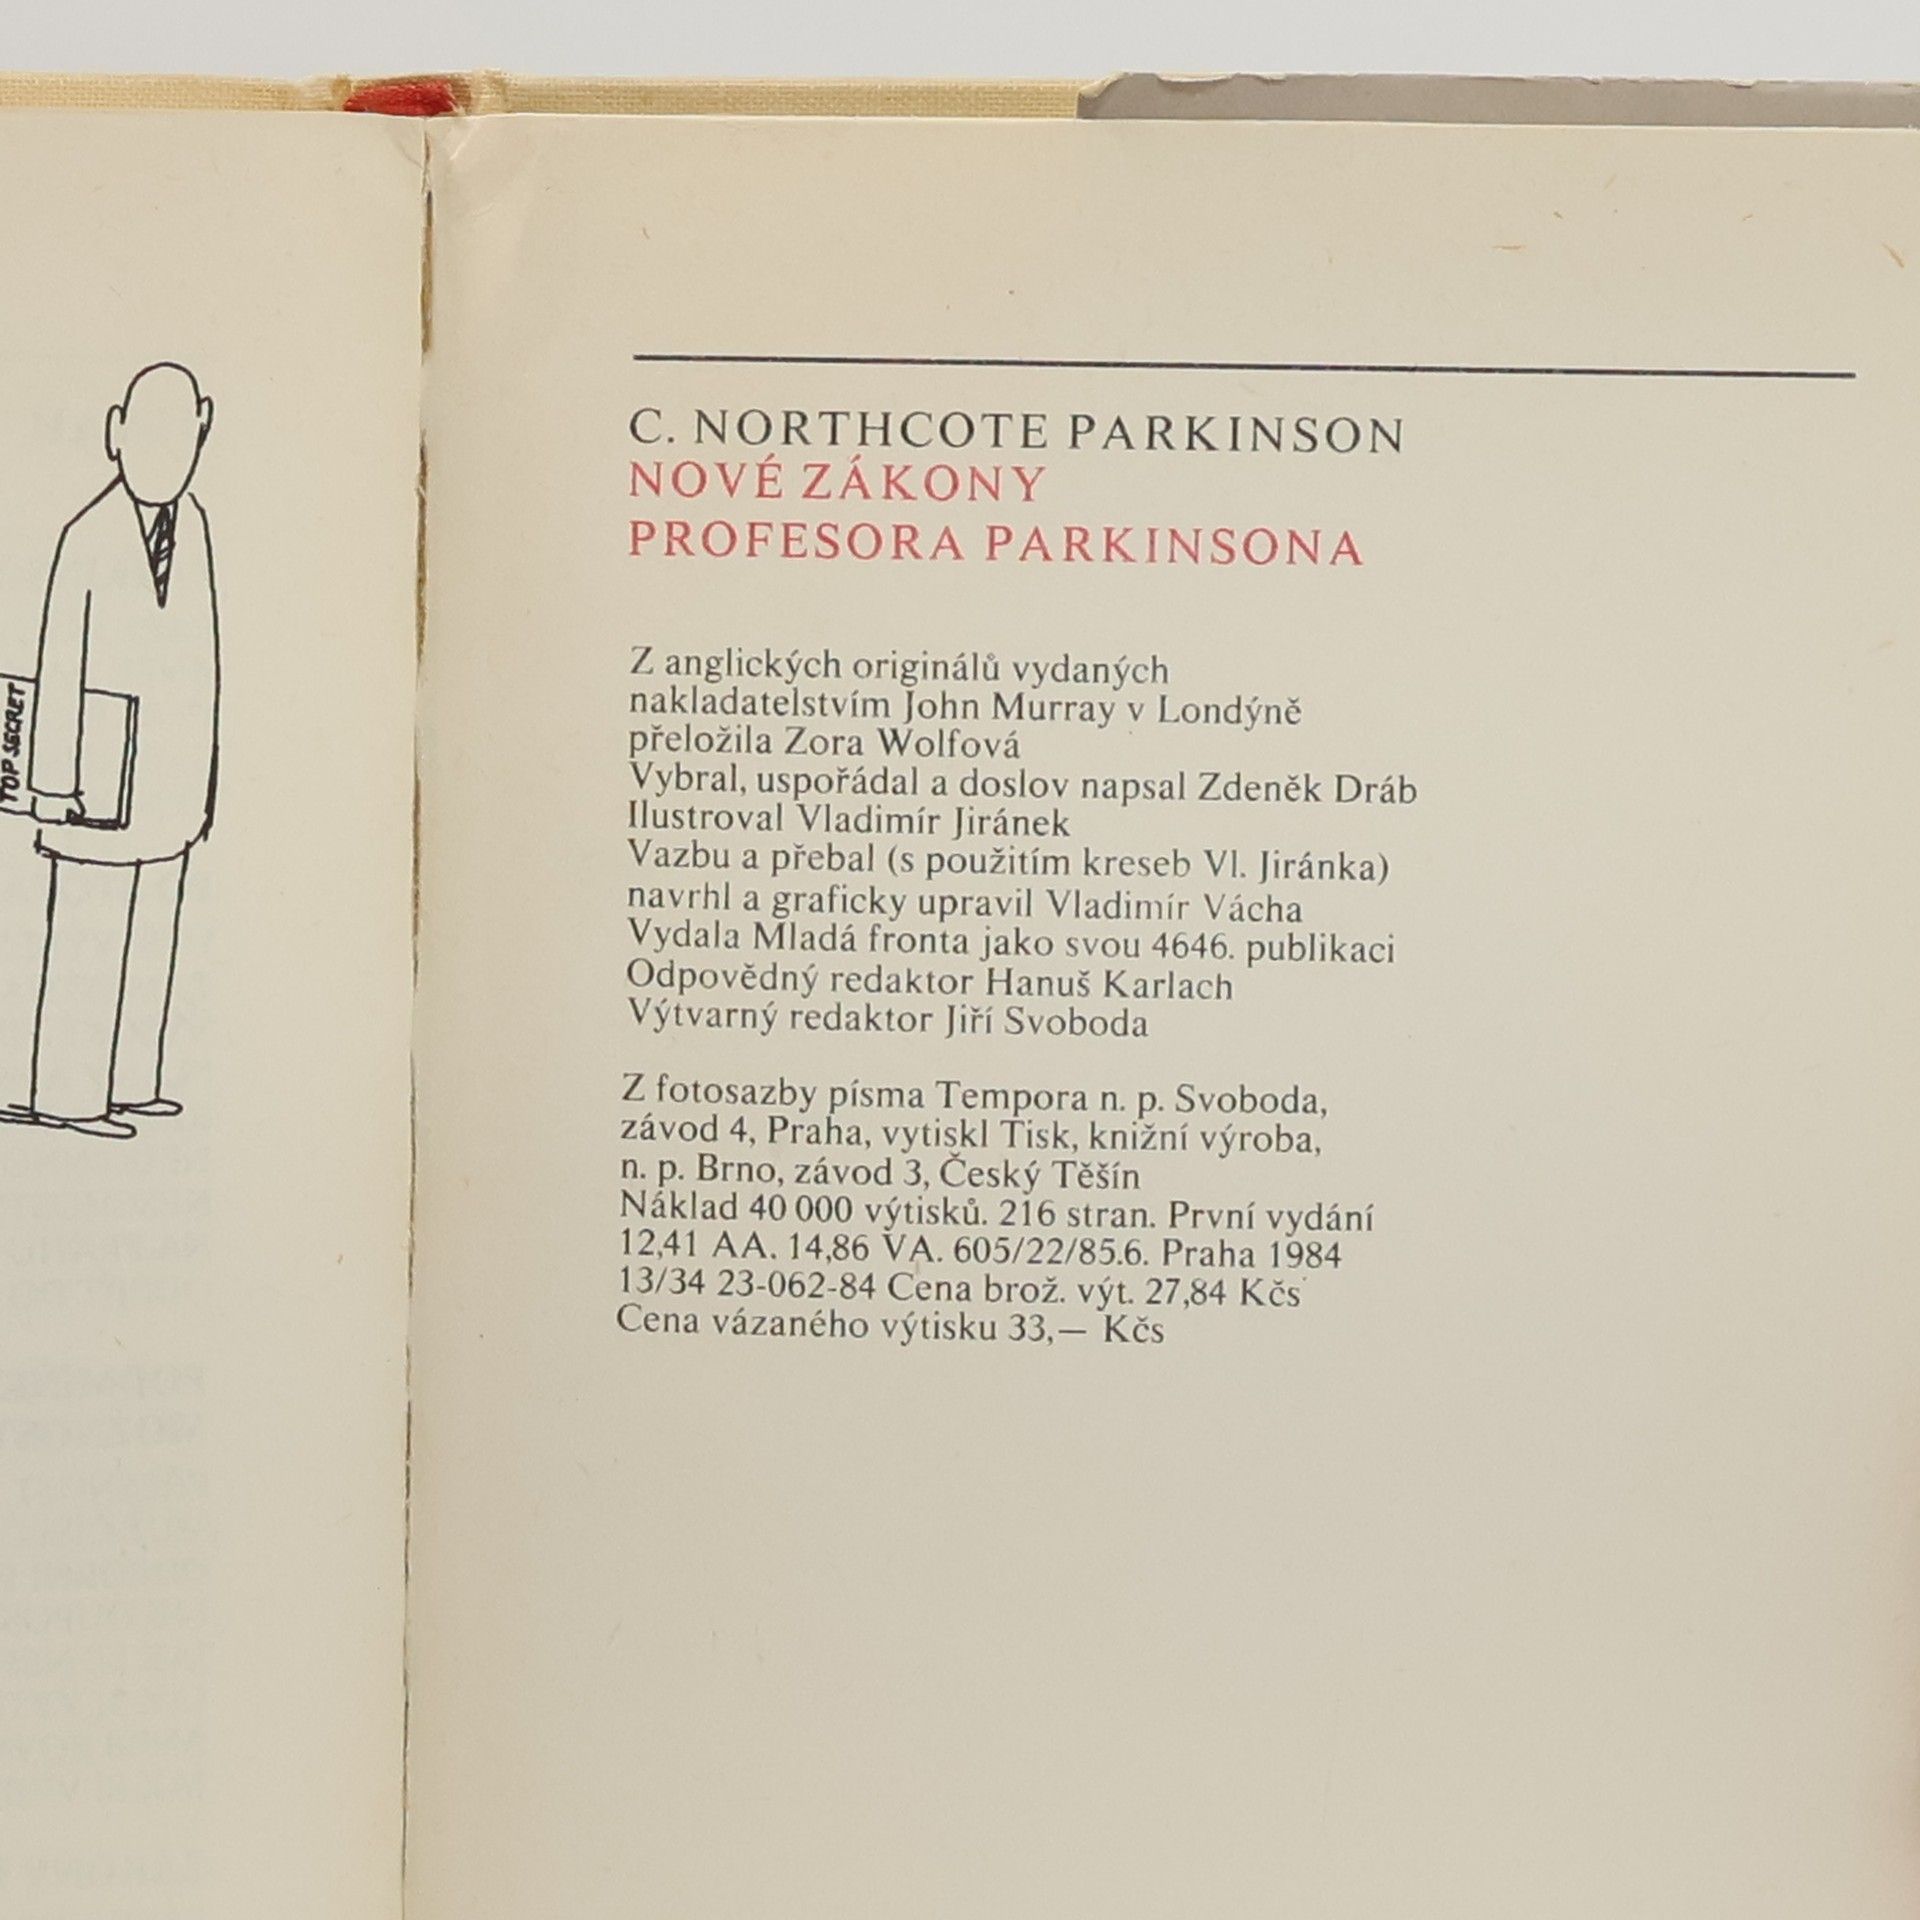 TOP SECRET
C. NORTHCOTE PARKINSON
NOVÉ ZÁKONY
PROFESORA PARKINSONA
Z anglických originálů vydaných
nakladatelstvím John Murray v Londýně
přeložila Zora Wolfová
Vybral, uspořádal a doslov napsal Zdeněk Dráb
Ilustroval Vladimír Jiránek
Vazbu a přebal (s použitím kreseb Vl. Jiránka)
navrhl a graficky upravil Vladimír Vácha
Vydala Mladá fronta jako svou 4646. publikaci
Odpovědný redaktor Hanuš Karlach
Výtvarný redaktor Jiří Svoboda
Z fotosazby písma Tempora n. p. Svoboda,
závod 4, Praha, vytiskl Tisk, knižní výroba,
n. p. Brno, závod 3, Český Těšín
Náklad 40 000 výtisků. 216 stran. První vydání
12,41 AA. 14,86 VA. 605/22/85.6. Praha 1984
13/34 23-062-84 Cena brož. výt. 27,84 Kčs
Cena vázaného výtisku 33,— Kčs